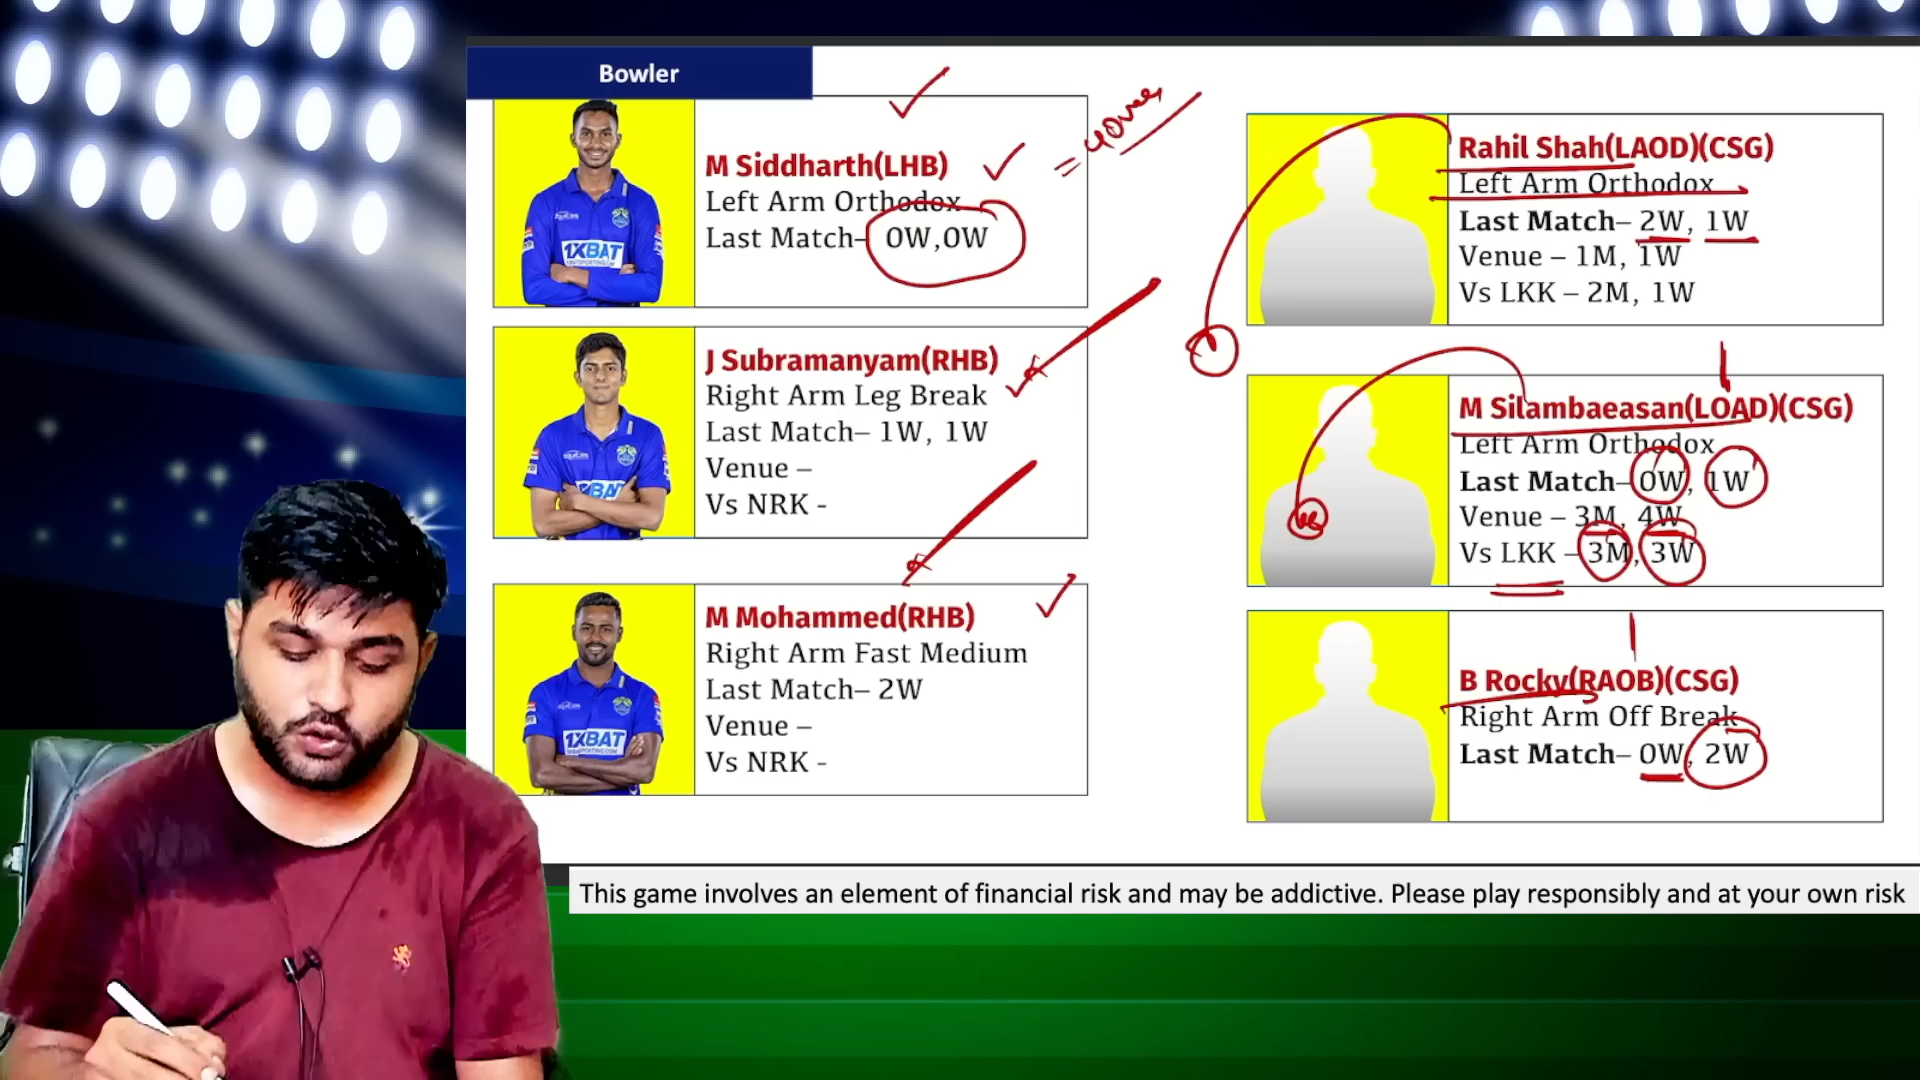 Bowler
M Siddharth(LHB)
Left Arm Orthodox
Last Match– 0W,0W
= 4 over
J Subramanyam(RHB)
Right Arm Leg Break
Last Match– 1W, 1W
Venue –
Vs NRK -
M Mohammed(RHB)
Right Arm Fast Medium
Last Match– 2W
Venue –
Vs NRK -
Rahil Shah(LAOD)(CSG)
Left Arm Orthodox
Last Match– 2W, 1W
Venue – 1M, 1W
Vs LKK – 2M, 1W
M Silambaeasan(LOAD)(CSG)
Left Arm Orthodox
Last Match– 0W, 1W
Venue – 3M, 4W
Vs LKK – 3M, 3W
B Rocky(RAOB)(CSG)
Right Arm Off Break
Last Match– 0W, 2W
1XBAT
1XBAT
This game involves an element of financial risk and may be addictive. Please play responsibly and at your own risk